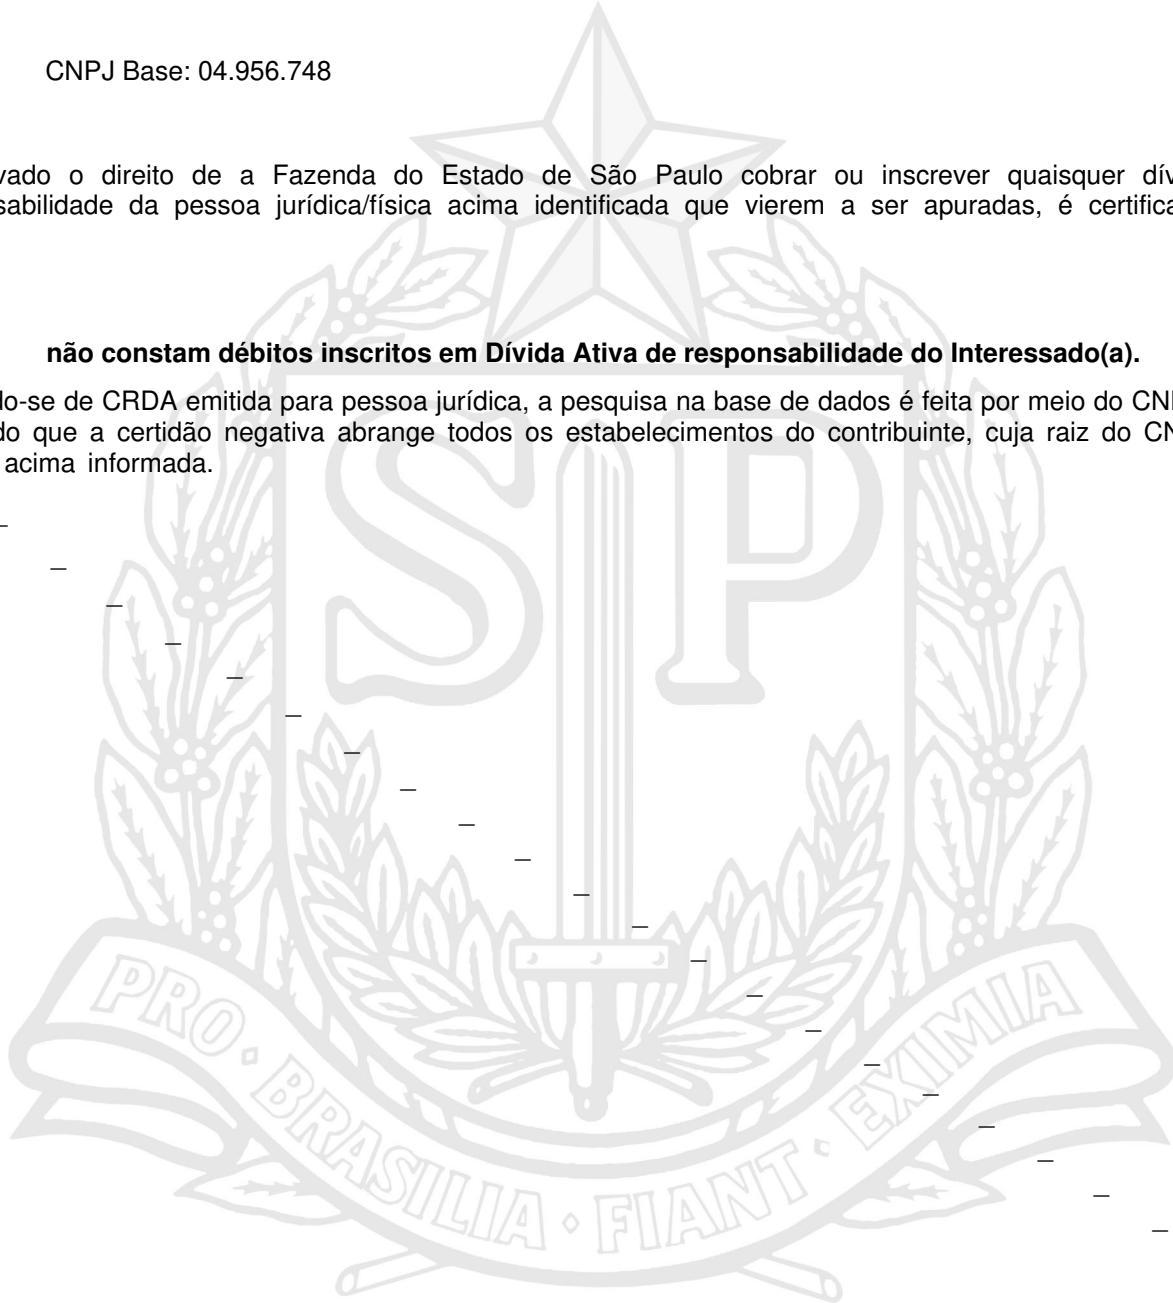 CNPJ Base: 04.956.748
vado o direito de a Fazenda do Estado de São Paulo cobrar ou inscrever quaisquer dív
sabilidade da pessoa jurídica/física acima identificada que vierem a ser apuradas, é certifica
não constam débitos inscritos em Dívida Ativa de responsabilidade do Interessado(a).
do-se de CRDA emitida para pessoa jurídica, a pesquisa na base de dados é feita por meio do CN
do que a certidão negativa abrange todos os estabelecimentos do contribuinte, cuja raiz do CN
acima informada.
SP
PRO · BRASILIA · FIANT · EXIMIA